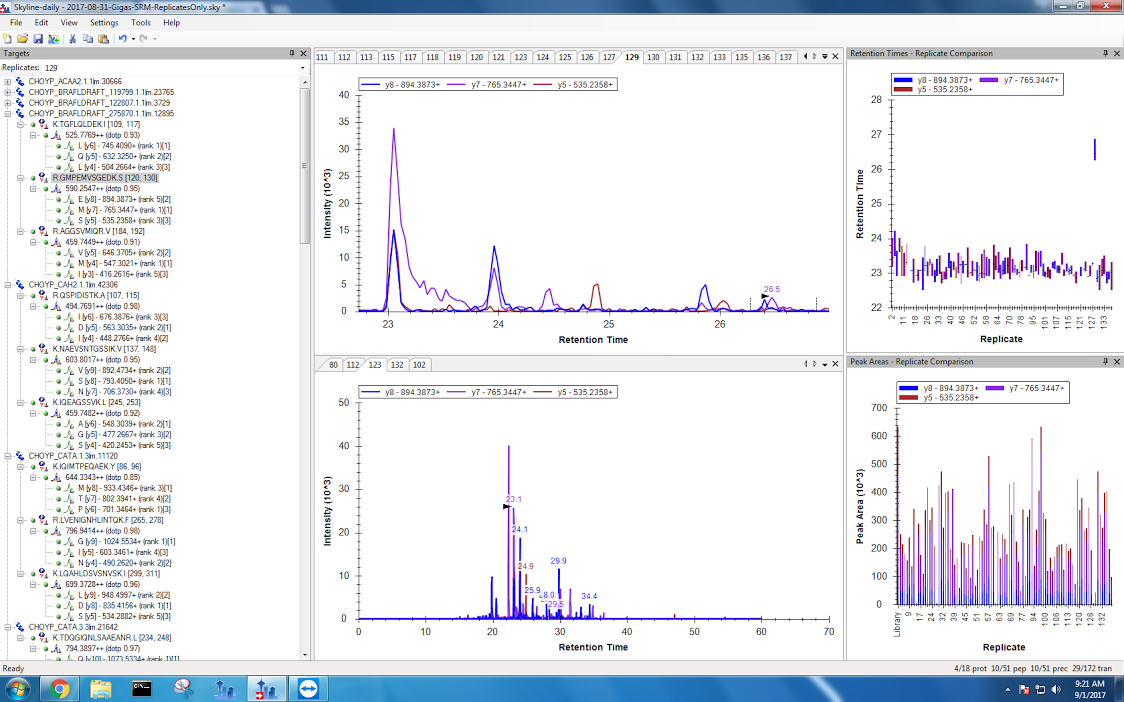 Skyline-daily - 2017-08-31-Gigas-SRM-ReplicatesOnly.sky *
File Edit View Settings Tools Help
Targets
Replicates: 129
CHOYP_ACAA2.1.1|m.30666
CHOYP_BRAFLDRAFT_119799.1.1|m.23765
CHOYP_BRAFLDRAFT_122807.1.1|m.3729
CHOYP_BRAFLDRAFT_275870.1.1|m.12895
K.TGFLQLDEK.I [109, 117]
525.7769++ (dotp 0.93)
L [y6] - 745.4090+ (rank 1)[1]
Q [y5] - 632.3250+ (rank 2)[2]
L [y4] - 504.2664+ (rank 3)[3]
R.GMPEMVSGEDK.S [120, 130]
590.2547++ (dotp 0.95)
E [y8] - 894.3873+ (rank 5)[2]
M [y7] - 765.3447+ (rank 1)[1]
S [y5] - 535.2358+ (rank 3)[3]
R.AGGSVMIQR.V [184, 192]
459.7449++ (dotp 0.91)
V [y5] - 646.3705+ (rank 2)[2]
M [y4] - 547.3021+ (rank 1)[1]
I [y3] - 416.2616+ (rank 5)[3]
CHOYP_CAH2.1.1|m.42306
R.QSPIDISTK.A [107, 115]
494.7691++ (dotp 0.98)
I [y6] - 676.3876+ (rank 3)[3]
D [y5] - 563.3035+ (rank 2)[1]
I [y4] - 448.2766+ (rank 4)[2]
K.NAEVSNTGSSIK.V [137, 148]
603.8017++ (dotp 0.95)
V [y9] - 892.4734+ (rank 2)[2]
S [y8] - 793.4050+ (rank 1)[1]
N [y7] - 706.3730+ (rank 4)[3]
K.IQEAGSSVK.L [245, 253]
459.7482++ (dotp 0.92)
A [y6] - 548.3039+ (rank 2)[1]
G [y5] - 477.2667+ (rank 3)[2]
S [y4] - 420.2453+ (rank 5)[3]
CHOYP_CATA.1.3|m.11120
K.IQIMTPEQAEK.Y [86, 96]
644.3343++ (dotp 0.85)
M [y8] - 933.4346+ (rank 3)[1]
T [y7] - 802.3941+ (rank 4)[2]
P [y6] - 701.3464+ (rank 1)[3]
R.LVENIGNHLINTQK.F [265, 278]
796.9414++ (dotp 0.98)
G [y9] - 1024.5534+ (rank 1)[1]
I [y5] - 603.3461+ (rank 4)[3]
N [y4] - 490.2620+ (rank 2)[2]
K.LQAHLDSVSNVSK.I [299, 311]
699.3728++ (dotp 0.96)
L [y9] - 948.4997+ (rank 2)[2]
D [y8] - 835.4156+ (rank 1)[1]
S [y5] - 534.2882+ (rank 5)[3]
CHOYP_CATA.3.3|m.21642
K.TDQGIQNLSAAEANR.L [234, 248]
794.3897++ (dotp 0.97)
Q [y10] - 1073.5334+ (rank 1)[1]
111 112 113 115 116 117 118 119 120 121 123 124 125 126 127 129 130 131 132 133 135 136 137
y8 - 894.3873+ y7 - 765.3447+ y5 - 535.2358+
40
35
30
25
20
15
10
5
0
Intensity (10^3)
26.5
23 24 25 26
Retention Time
80 112 123 132 102
y8 - 894.3873+ y7 - 765.3447+ y5 - 535.2358+
50
40
30
20
10
0
Intensity (10^3)
23.1
24.1
24.9
25.9
28.0
29.5
29.9
34.4
0 10 20 30 40 50 60 70
Retention Time
Retention Times - Replicate Comparison
y8 - 894.3873+ y7 - 765.3447+
y5 - 535.2358+
28
27
26
25
24
23
22
Retention Time
2 11 18 26 33 40 46 52 58 64 70 78 95 101 107 115 121 127 133
Replicate
Peak Areas - Replicate Comparison
y8 - 894.3873+ y7 - 765.3447+
y5 - 535.2358+
700
600
500
400
300
200
100
0
Peak Area (10^3)
Library 9 17 24 32 39 45 51 57 63 69 77 94 100 106 113 120 126 132
Replicate
Ready
4/18 prot 10/51 pep 10/51 prec 29/172 tran
9:21 AM
9/1/2017